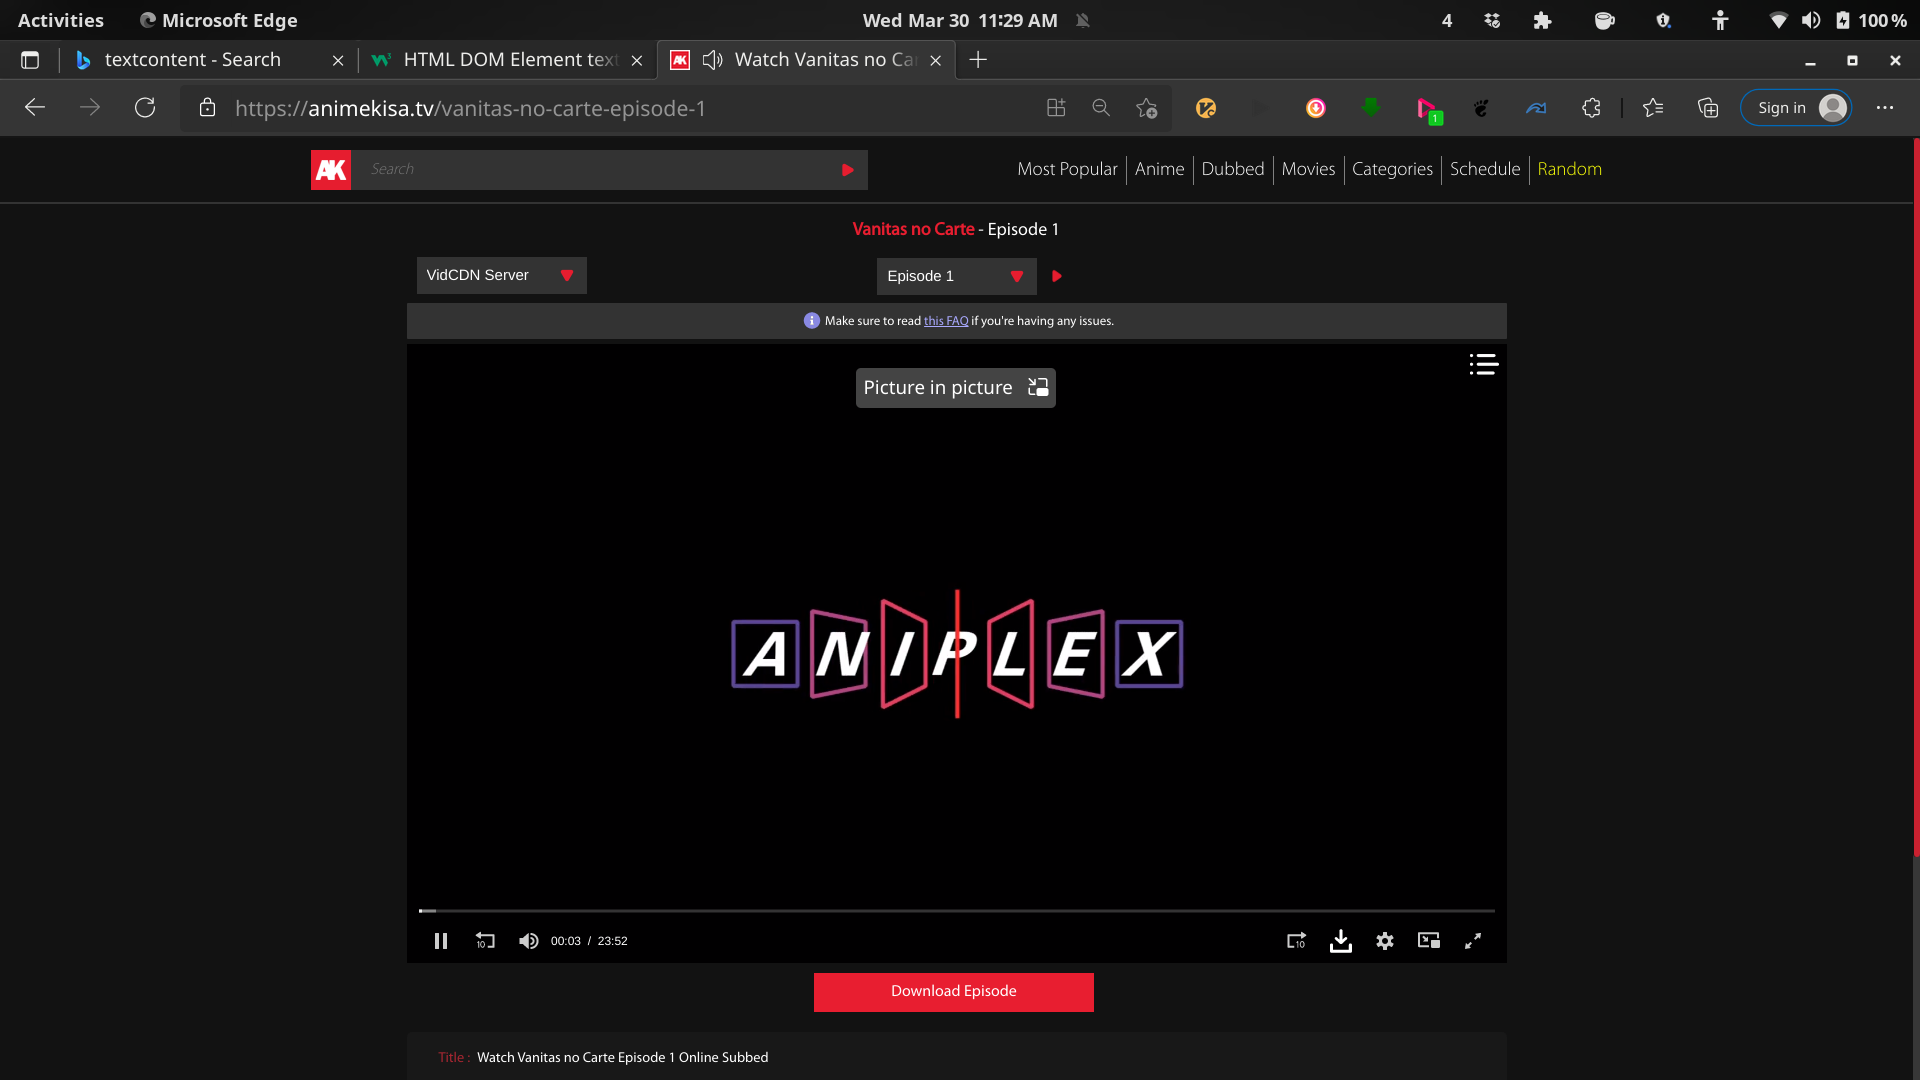 Activities Microsoft Edge Wed Mar 30 11:29 AM 4 100 %
textcontent - Search HTML DOM Element text Watch Vanitas no Car
https://animekisa.tv/vanitas-no-carte-episode-1 1 Sign in
AK Search Most Popular Anime Dubbed Movies Categories Schedule Random
Vanitas no Carte - Episode 1
VidCDN Server Episode 1
Make sure to read this FAQ if you're having any issues.
Picture in picture
ANIPLEX
10 00:03 / 23:52 10
Download Episode
Title : Watch Vanitas no Carte Episode 1 Online Subbed